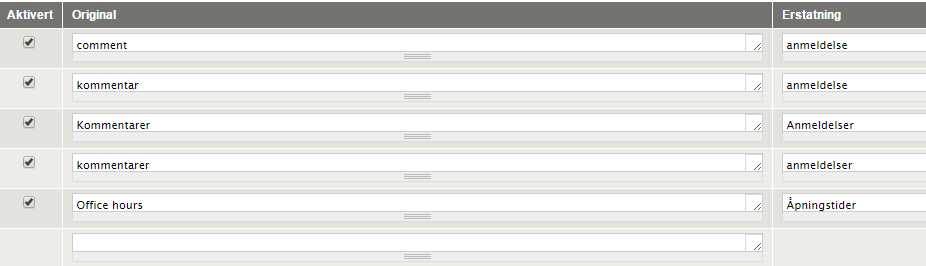 Aktivert Original Erstatning
comment anmeldelse
kommentar anmeldelse
Kommentarer Anmeldelser
kommentarer anmeldelser
Office hours Åpningstider